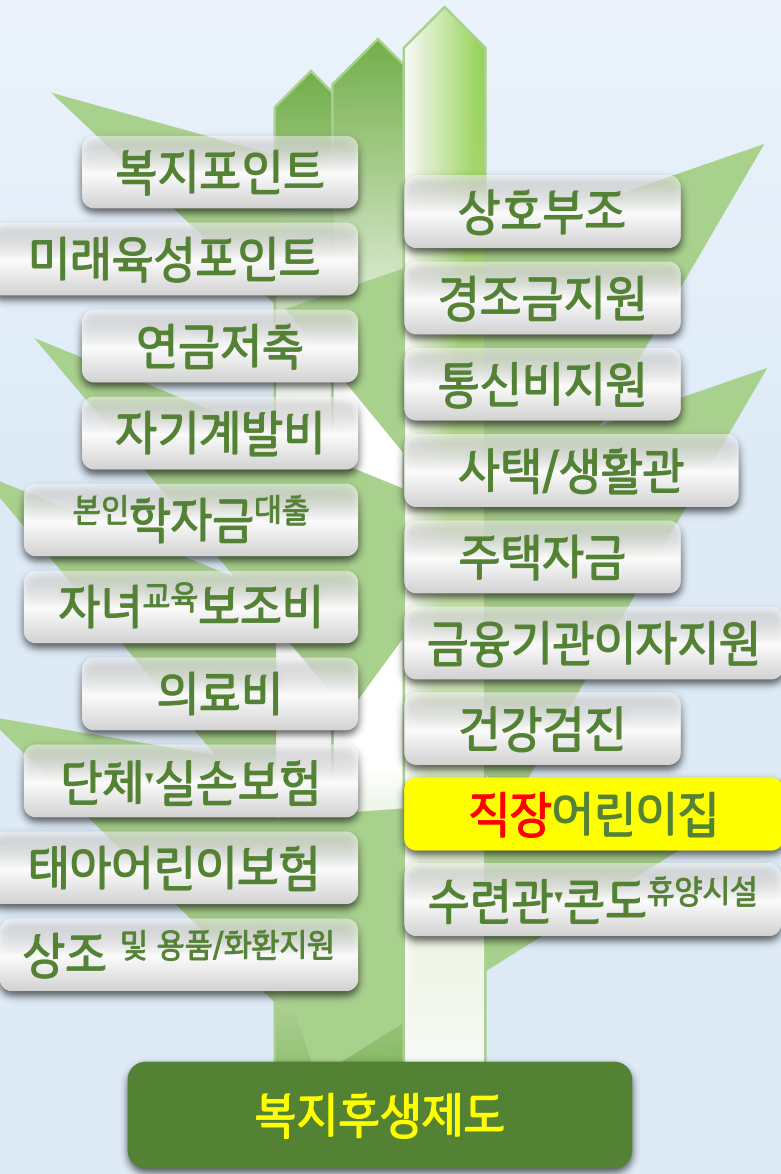 복지포인트
미래육성포인트
연금저축
자기계발비
본인학자금대출
자녀교육보조비
의료비
단체▾실손보험
태아어린이보험
상조 및 용품/화환지원
상호부조
경조금지원
통신비지원
사택/생활관
주택자금
금융기관이자지원
건강검진
직장어린이집
수련관▾콘도휴양시설
복지후생제도